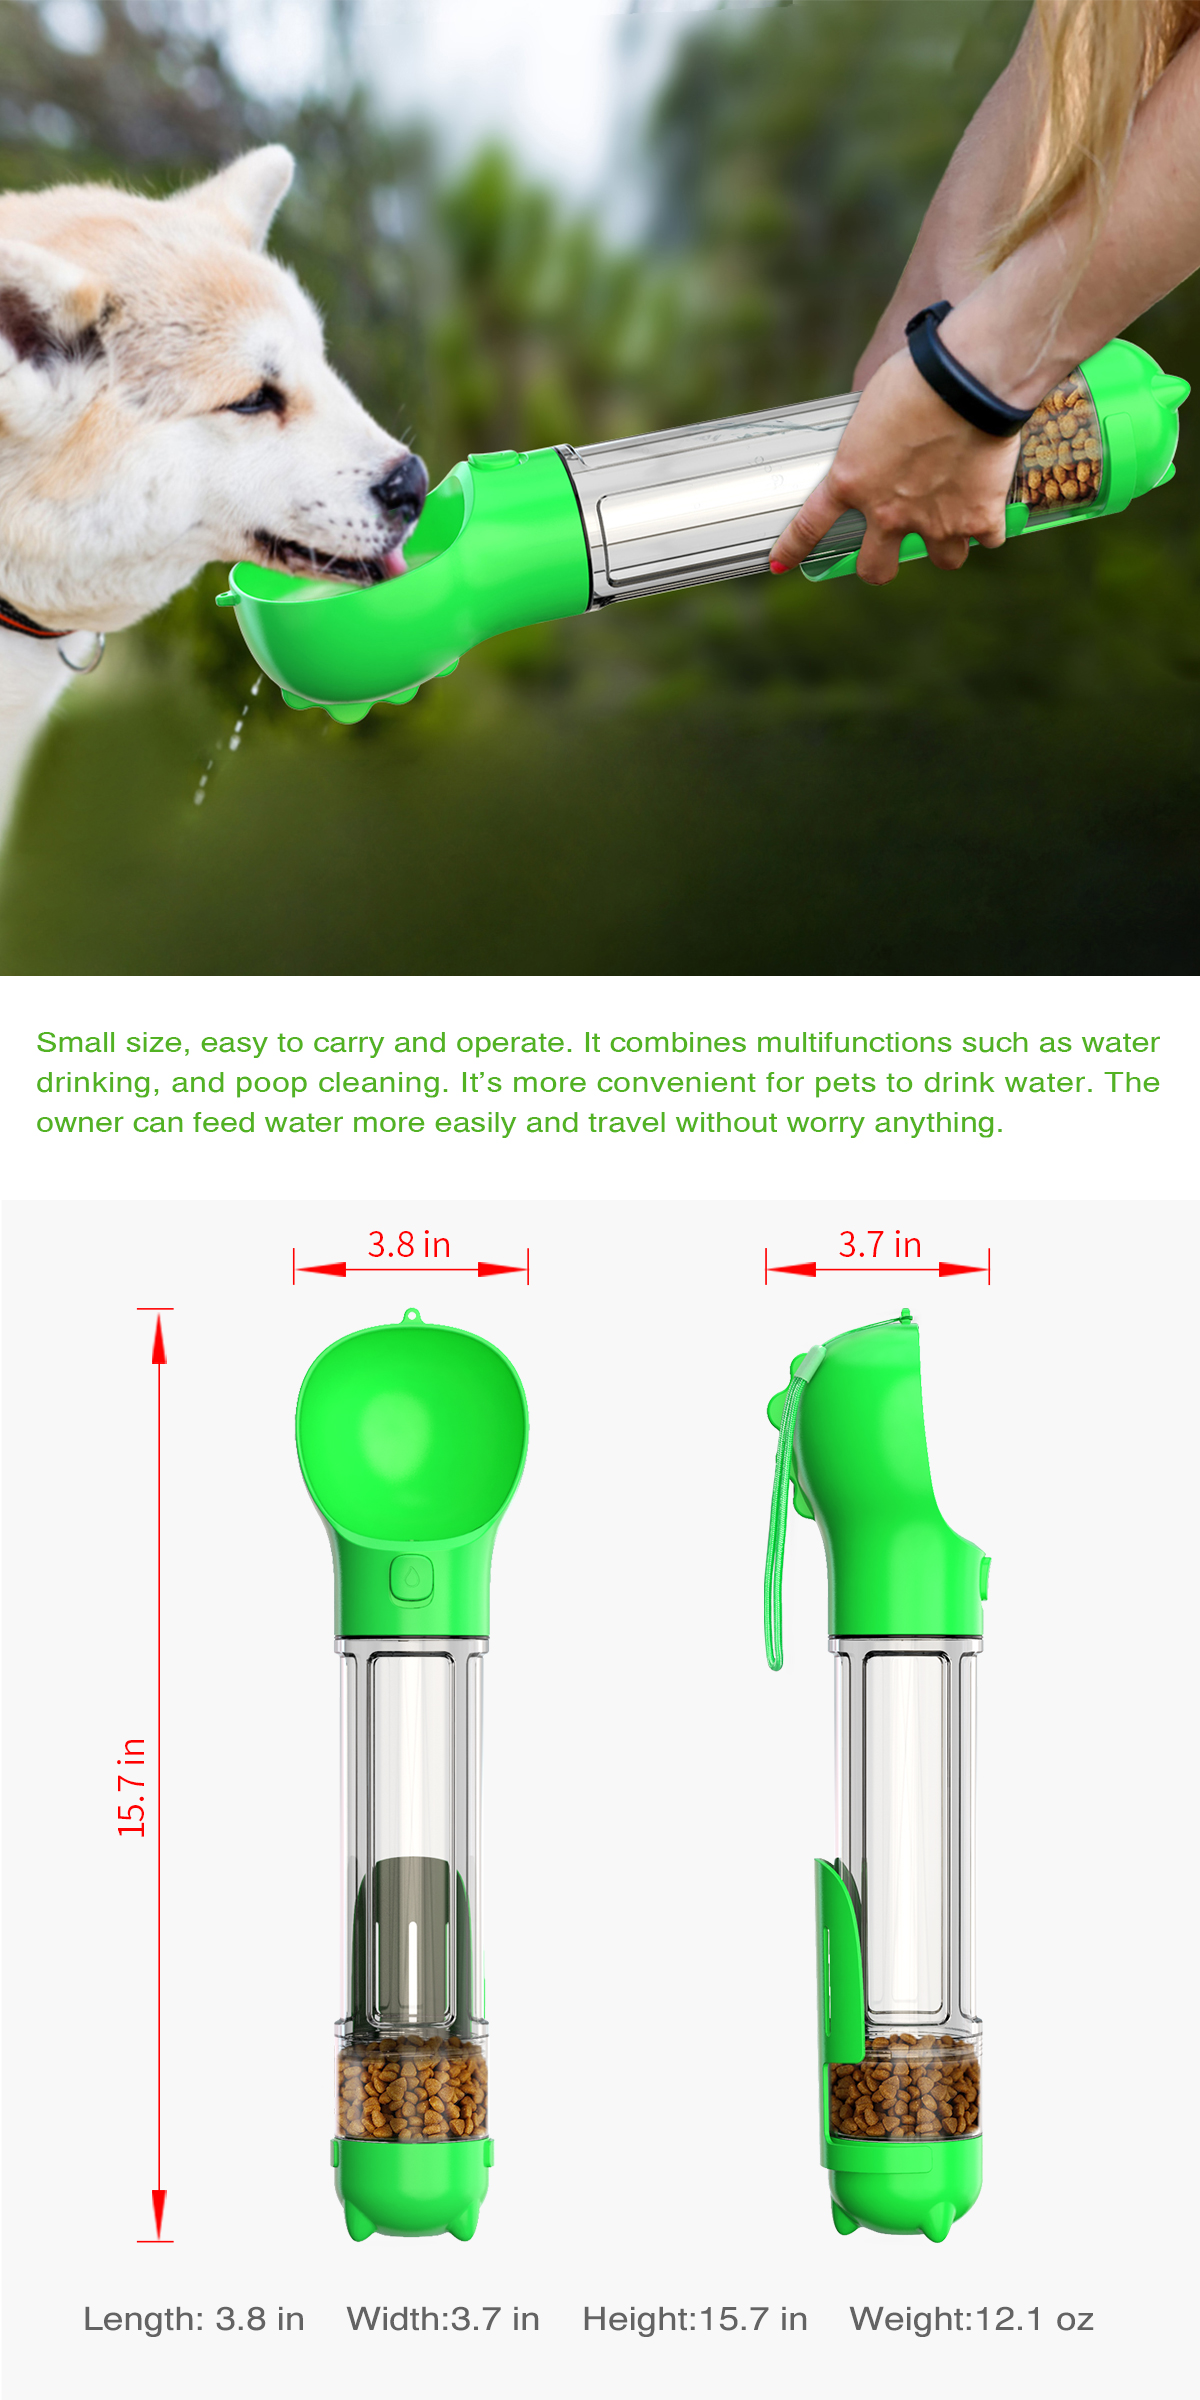 Small size, easy to carry and operate. It combines multifunctions such as water
drinking, and poop cleaning. It’s more convenient for pets to drink water. The
owner can feed water more easily and travel without worry anything.
3.8 in
3.7 in
15.7 in
Length: 3.8 in Width:3.7 in Height:15.7 in Weight:12.1 oz